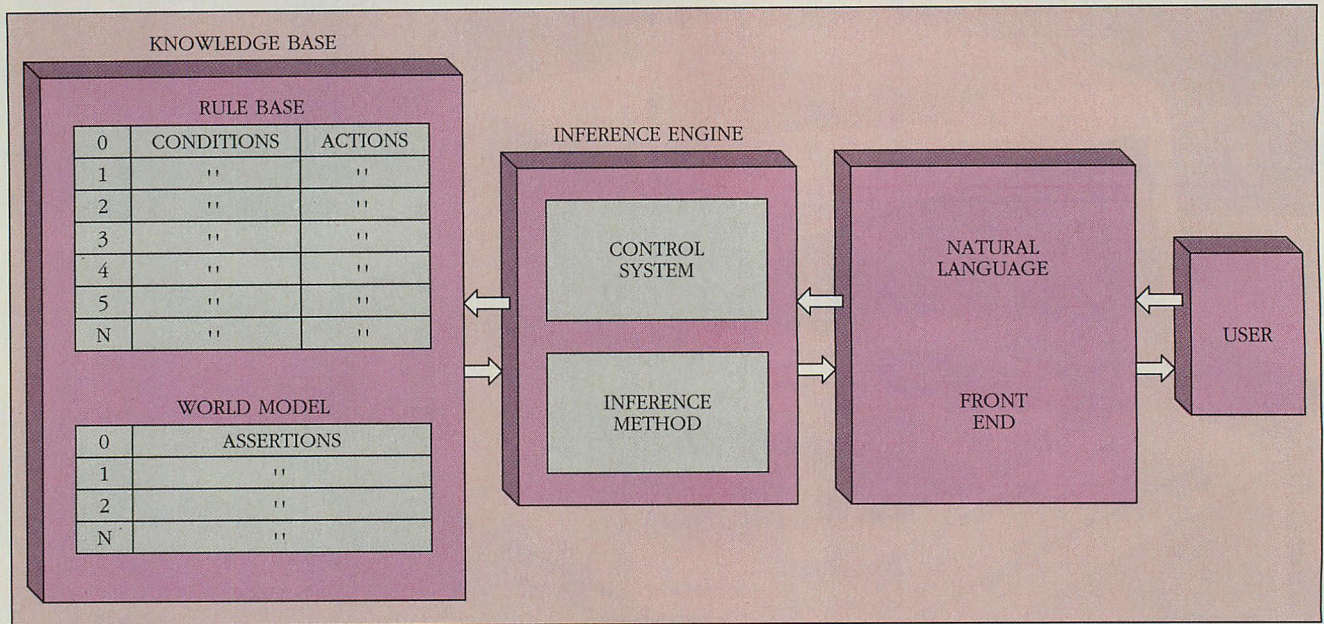 KNOWLEDGE BASE
RULE BASE
0 CONDITIONS ACTIONS
1 '' ''
2 '' ''
3 '' ''
4 '' ''
5 '' ''
N '' ''
WORLD MODEL
0 ASSERTIONS
1 ''
2 ''
N ''
INFERENCE ENGINE
CONTROL
SYSTEM
INFERENCE
METHOD
NATURAL
LANGUAGE
FRONT
END
USER